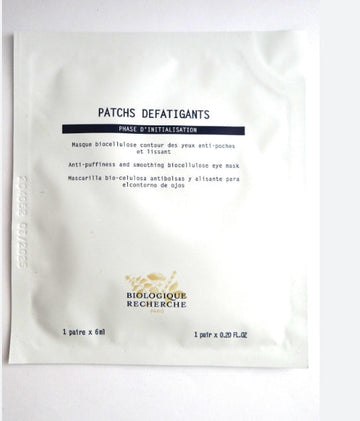 PATCHS DEFATIGANTS
PHASE D'INITIALISATION
Masque biocellulose contour des yeux anti-poches
et lissant
Anti-puffiness and smoothing biocellulose eye mask
Mascarilla bio-celulosa antibolsas y alisante para
elcontorno de ojos
BIOLOGIQUE
RECHERCHE
PARIS
1 paire x 6ml
1 pair x 0.20 FL.OZ